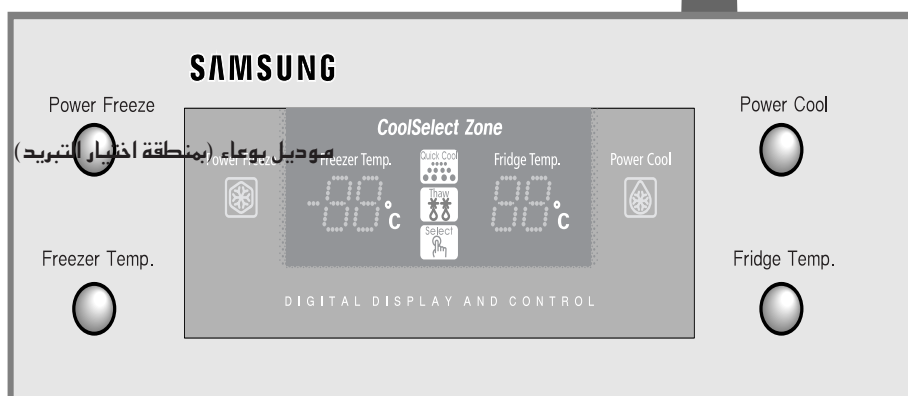 SAMSUNG
Power Freeze
Power Cool
CoolSelect Zone
موديل بوعاء (بمنطقة اختيار التبريد)
Power Freeze
Freezer Temp.
Quick Cool
Fridge Temp.
Power Cool
-88°C
Thaw
88°C
Select
Freezer Temp.
Fridge Temp.
DIGITAL DISPLAY AND CONTROL